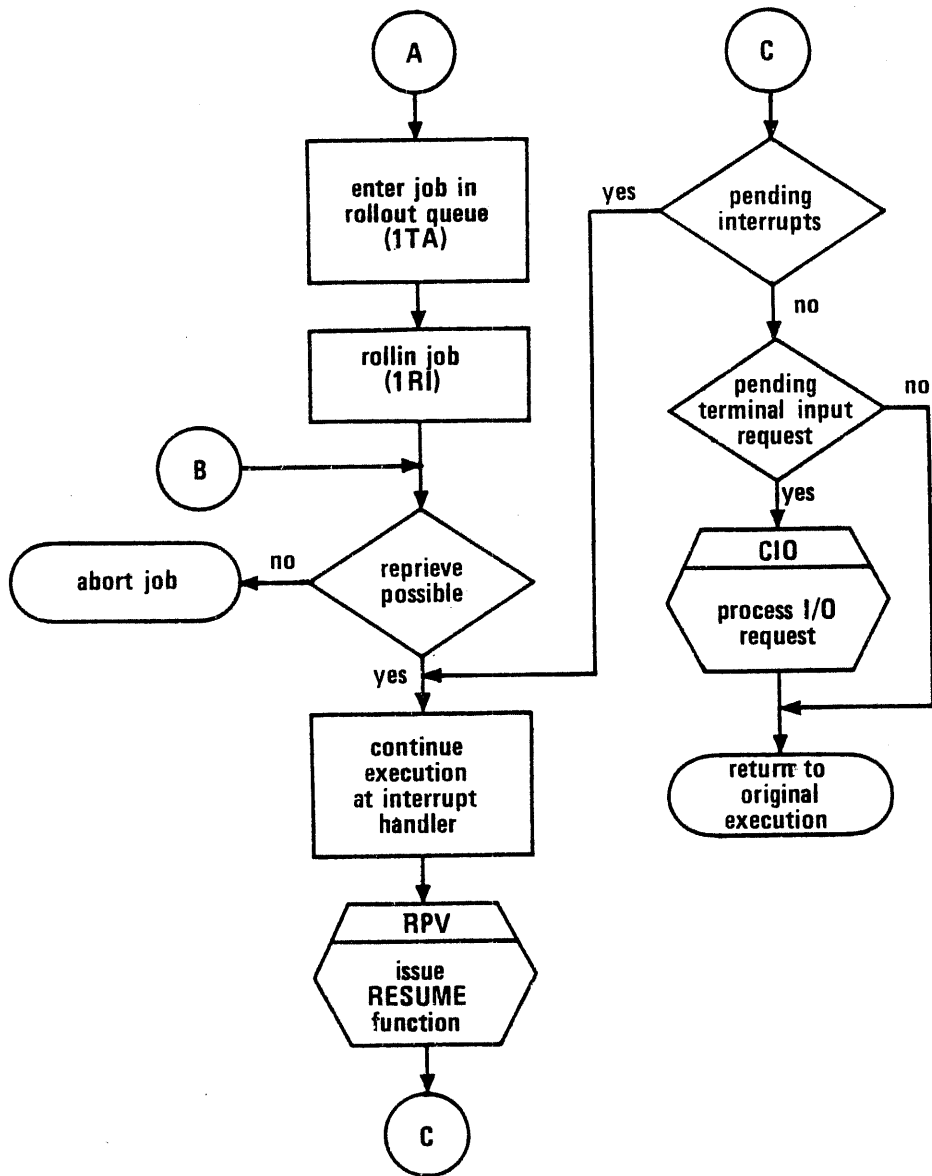 A
enter job in
rollout queue
(1TA)
rollin job
(1RI)
B
reprieve
possible
no
abort job
yes
continue
execution
at interrupt
handler
RPV
issue
RESUME
function
C
C
pending
interrupts
yes
no
pending
terminal input
request
no
yes
CIO
process I/O
request
return to
original
execution